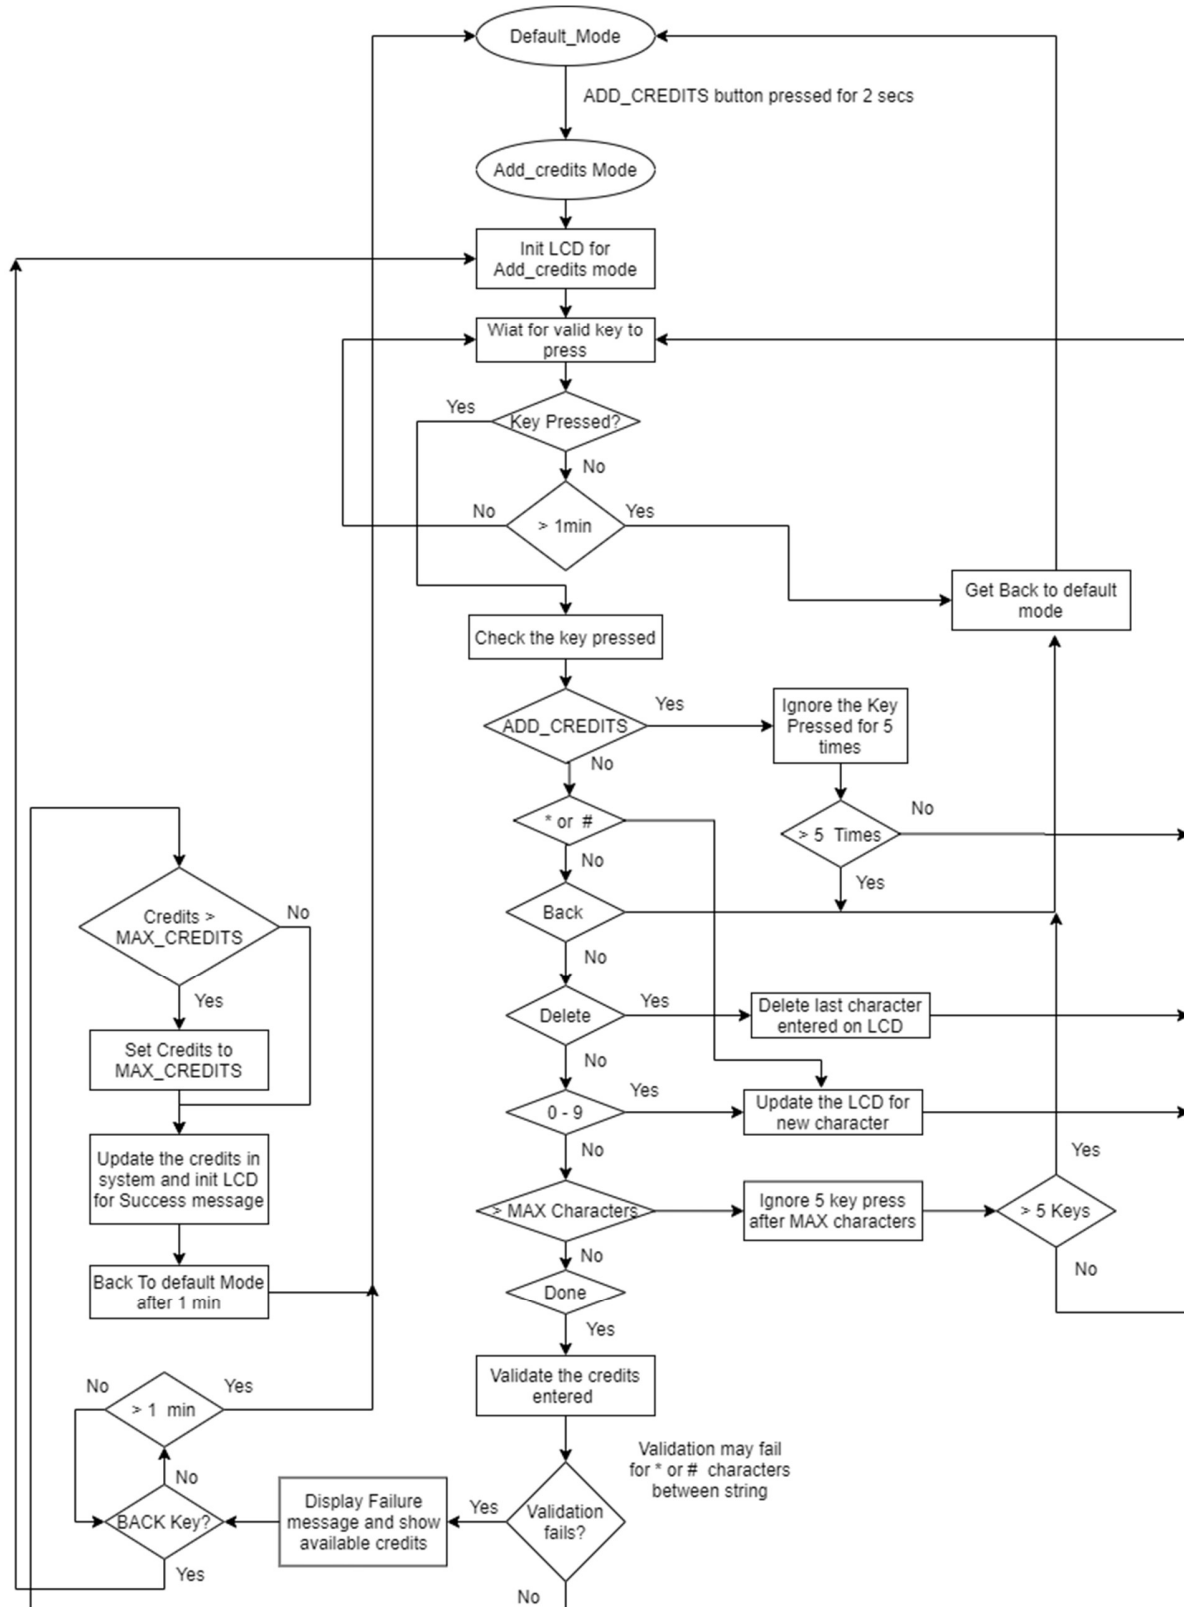 Default_Mode
ADD_CREDITS button pressed for 2 secs
Add_credits Mode
Init LCD for
Add_credits mode
Wiat for valid key to
press
Yes
Key Pressed?
No
No
> 1min
Yes
Get Back to default
mode
Check the key pressed
ADD_CREDITS
Yes
Ignore the Key
Pressed for 5
times
No
* or #
> 5 Times
No
No
Yes
Back
No
Credits >
MAX_CREDITS
No
Yes
Set Credits to
MAX_CREDITS
Delete
Yes
Delete last character
entered on LCD
No
0 - 9
Yes
Update the LCD for
new character
No
Update the credits in
system and init LCD
for Success message
> MAX Characters
Ignore 5 key press
after MAX characters
> 5 Keys
Yes
No
No
Back To default Mode
after 1 min
Done
Yes
Validate the credits
entered
No
> 1 min
Yes
Validation may fail
for * or # characters
between string
No
BACK Key?
Yes
Display Failure
message and show
available credits
Yes
Validation
fails?
No